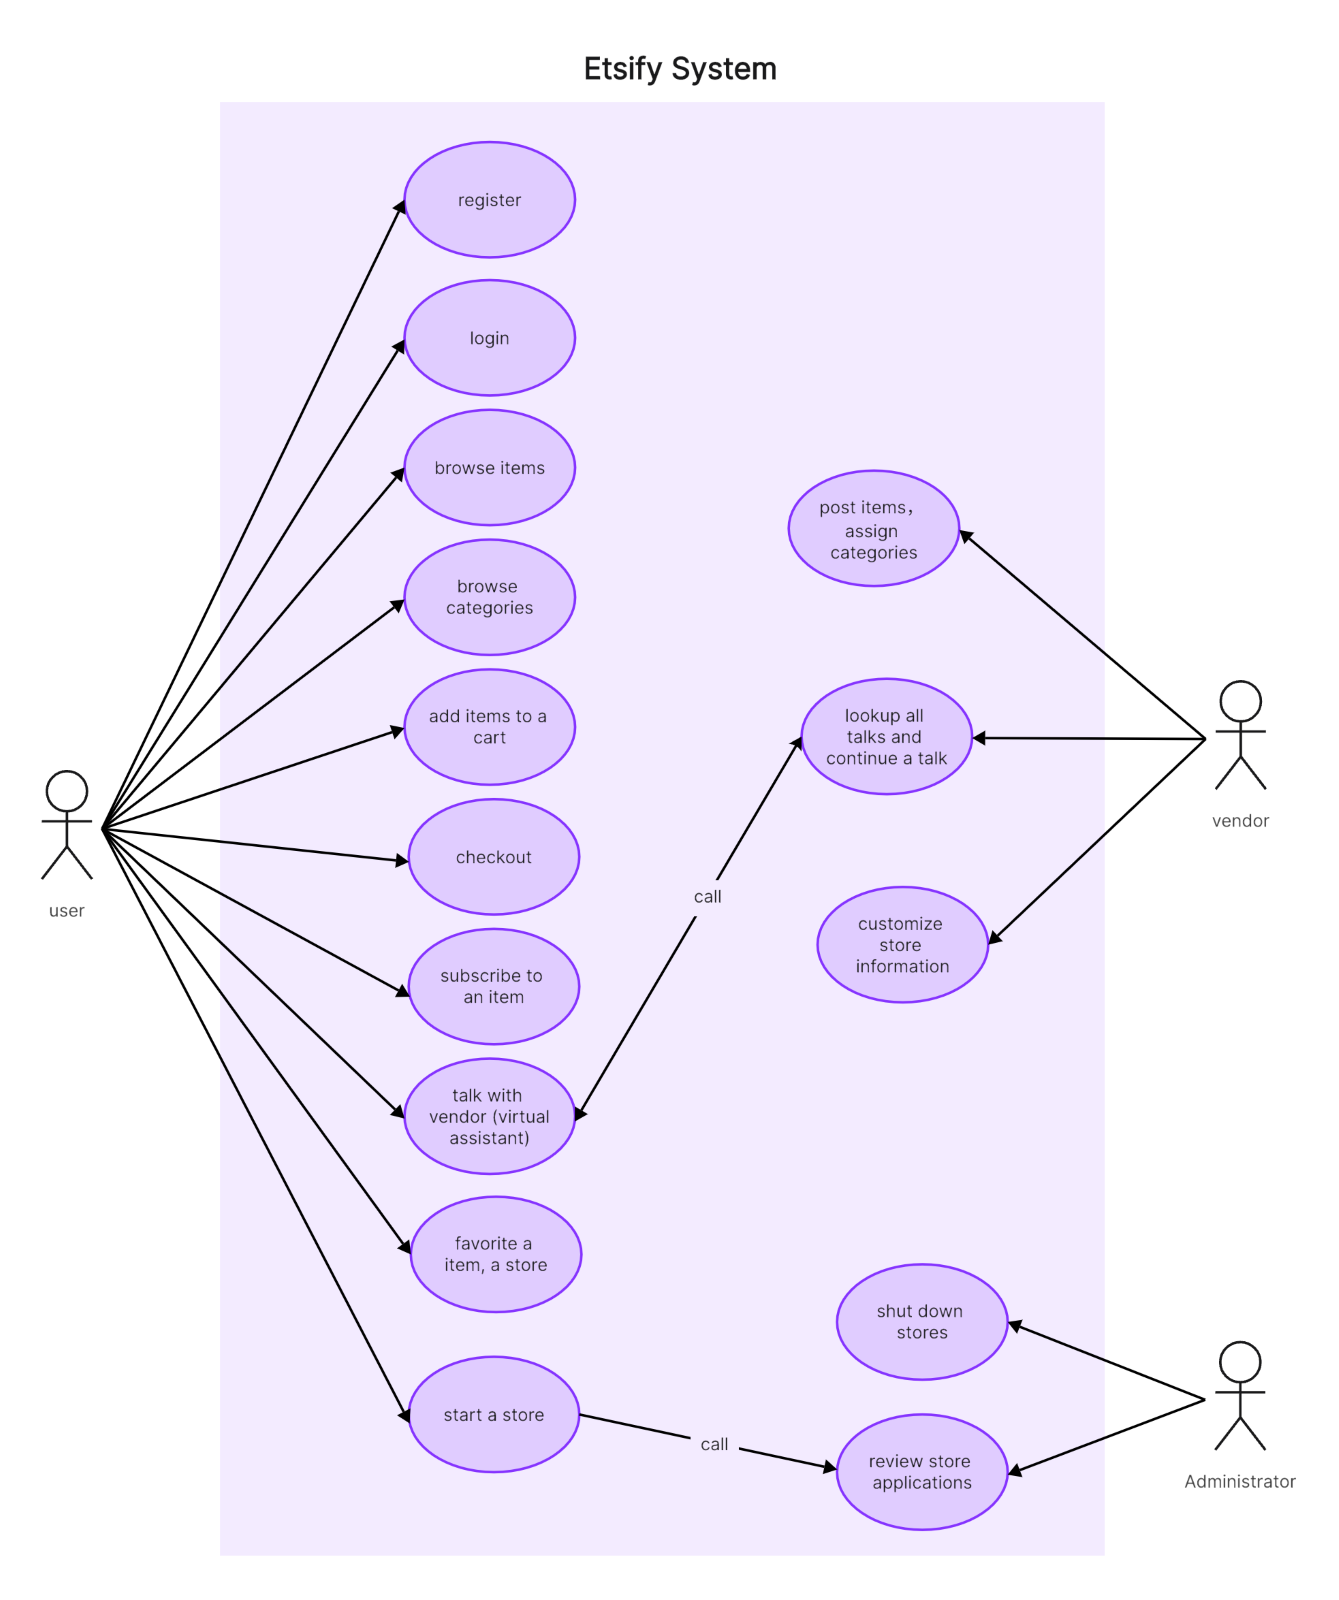 Etsify System
register
login
browse items
browse
categories
add items to a
cart
checkout
subscribe to
an item
talk with
vendor (virtual
assistant)
favorite a
item, a store
start a store
user
call
call
post items，
assign
categories
lookup all
talks and
continue a talk
customize
store
information
vendor
shut down
stores
review store
applications
Administrator